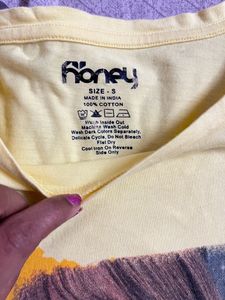 Honey
SIZE - S
MADE IN INDIA
100% COTTON
Wash Inside Out
Machine Wash Cold
Wash Dark Colors Separately,
Delicate Cycle, Do Not Bleach
Flat Dry
Cool Iron On Reverse
Side Only